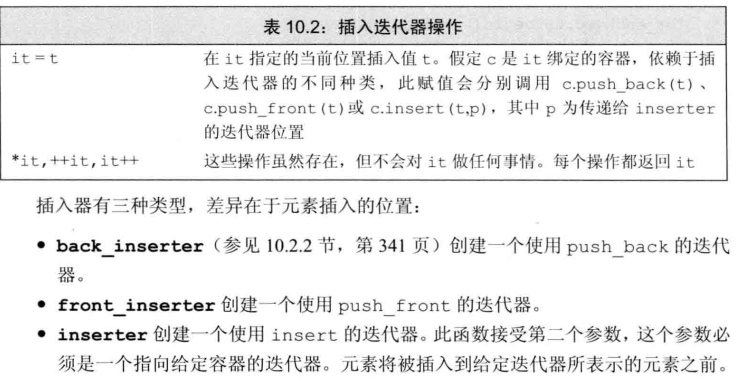 表 10.2：插入迭代器操作
it = t 在 it 指定的当前位置插入值 t。假定 c 是 it 绑定的容器，依赖于插
入迭代器的不同种类，此赋值会分别调用 c.push_back(t)、
c.push_front(t)或 c.insert(t,p)，其中 p 为传递给 inserter
的迭代器位置
*it,++it,it++ 这些操作虽然存在，但不会对 it 做任何事情。每个操作都返回 it
插入器有三种类型，差异在于元素插入的位置：
• back_inserter（参见 10.2.2 节，第 341 页）创建一个使用 push_back 的迭代
器。
• front_inserter 创建一个使用 push_front 的迭代器。
• inserter 创建一个使用 insert 的迭代器。此函数接受第二个参数，这个参数必
须是一个指向给定容器的迭代器。元素将被插入到给定迭代器所表示的元素之前。